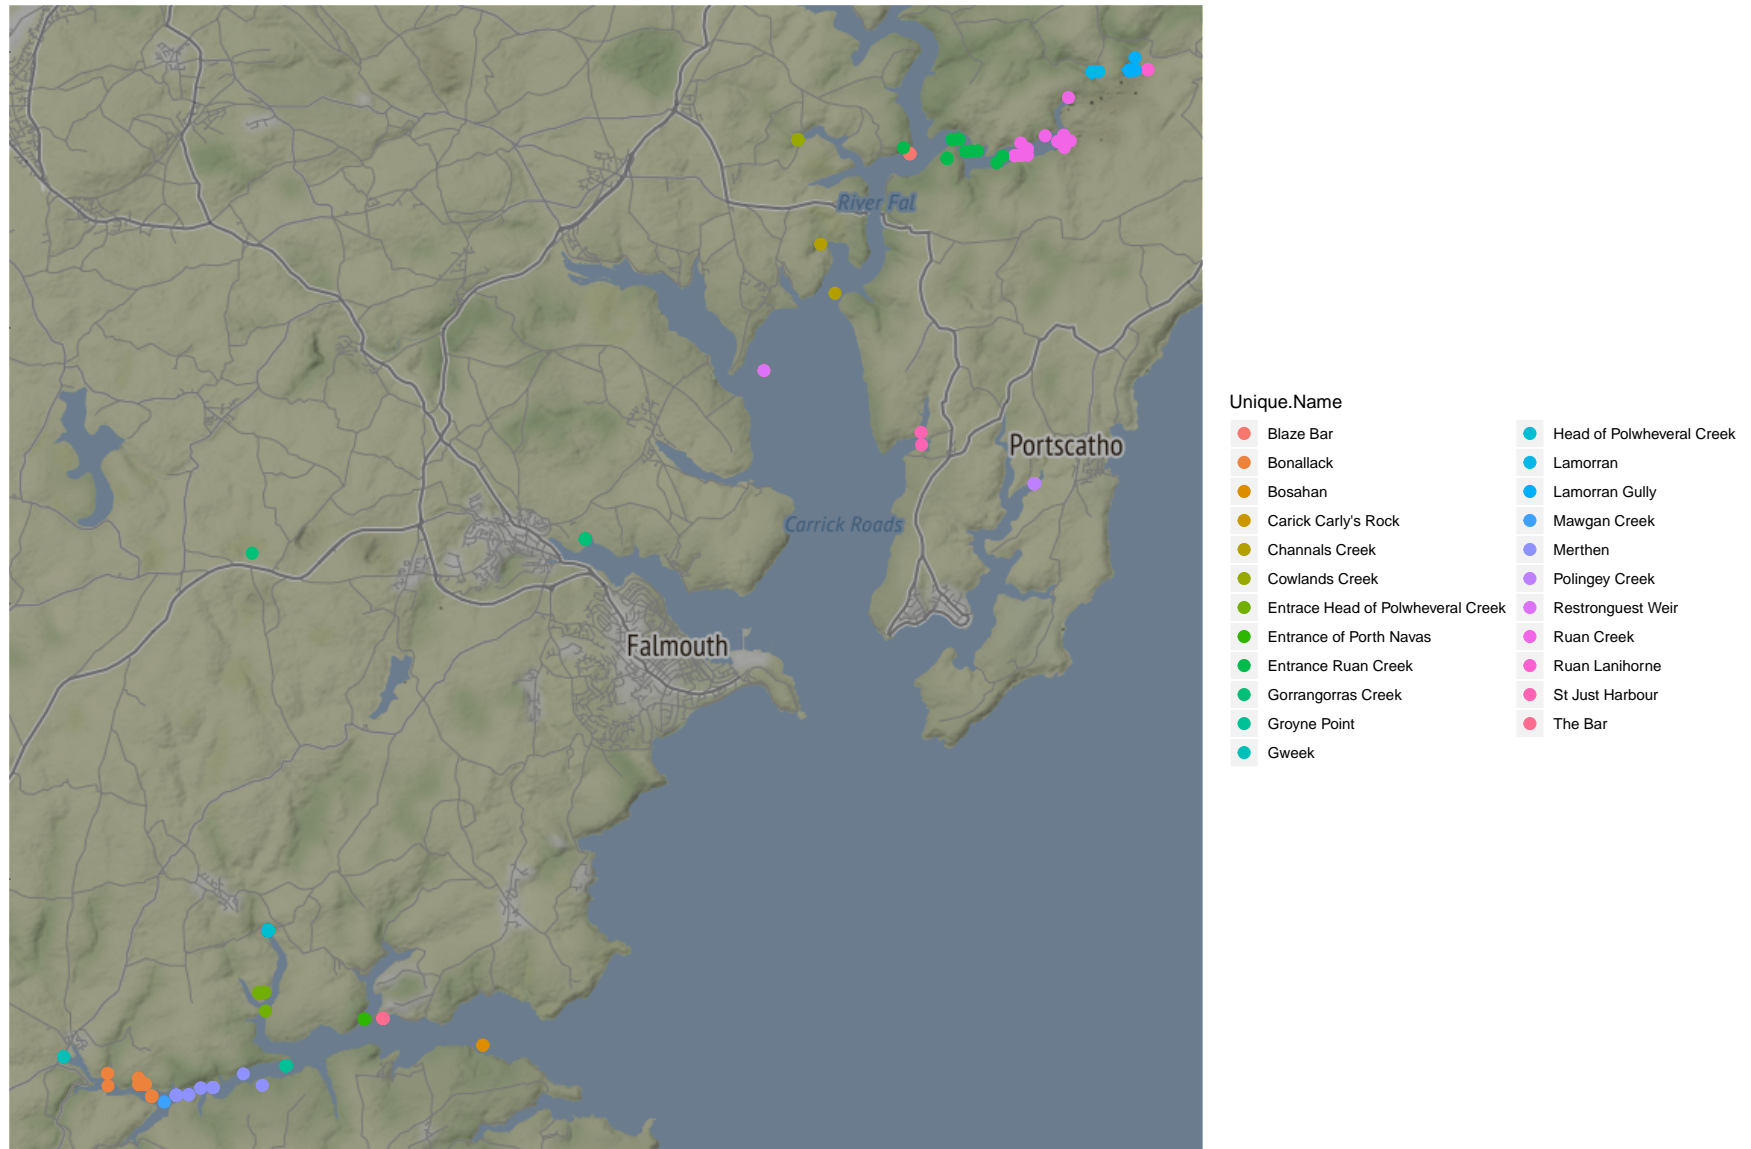 River Fal
Portscatho
Carrick Roads
Falmouth
Unique.Name
Blaze Bar
Bonallack
Bosahan
Carick Carly's Rock
Channals Creek
Cowlands Creek
Entrace Head of Polwheveral Creek
Entrance of Porth Navas
Entrance Ruan Creek
Gorrangorras Creek
Groyne Point
Gweek
Head of Polwheveral Creek
Lamorran
Lamorran Gully
Mawgan Creek
Merthen
Polingey Creek
Restronguest Weir
Ruan Creek
Ruan Lanihorne
St Just Harbour
The Bar